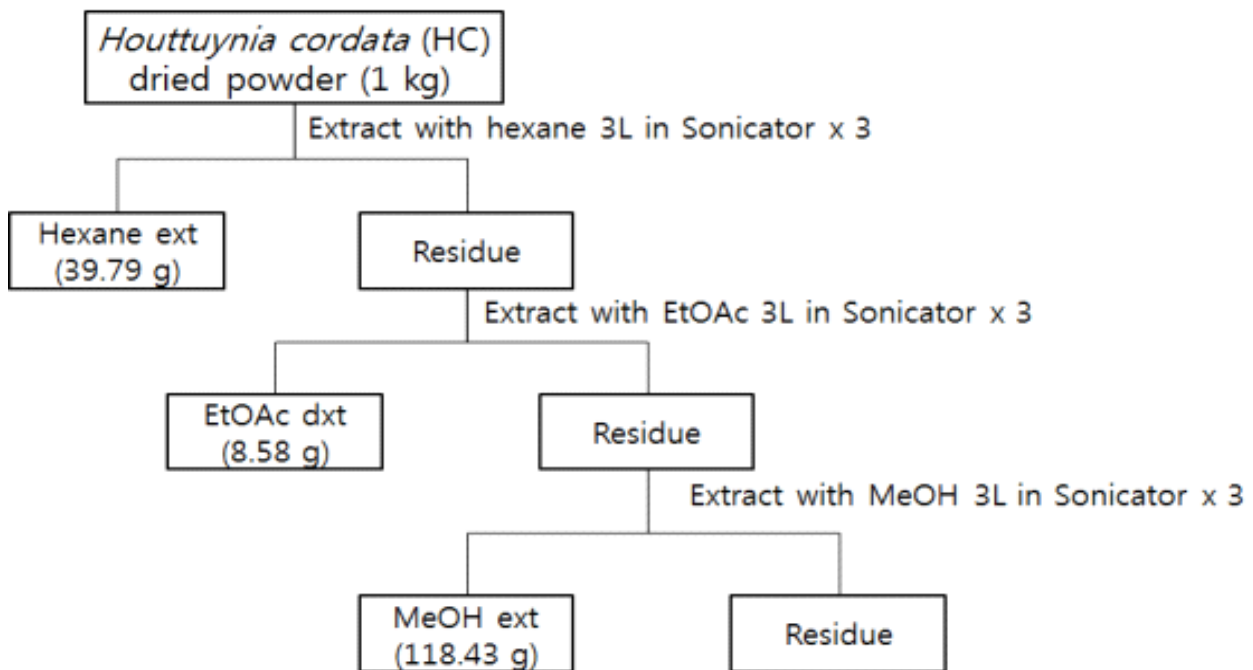 Houttuynia cordata (HC)
dried powder (1 kg)
Extract with hexane 3L in Sonicator x 3
Hexane ext
(39.79 g)
Residue
Extract with EtOAc 3L in Sonicator x 3
EtOAc dxt
(8.58 g)
Residue
Extract with MeOH 3L in Sonicator x 3
MeOH ext
(118.43 g)
Residue